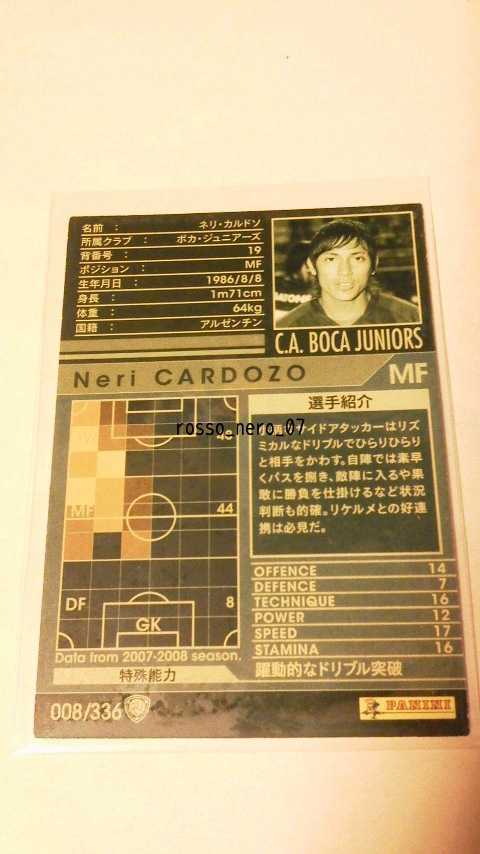 名前 : ネリ・カルドソ
所属クラブ : ボカ・ジュニアーズ
背番号 : 19
ポジション : MF
生年月日 : 1986/8/8
身長 : 1m71cm
体重 : 64kg
国籍 : アルゼンチン
C.A. BOCA JUNIORS
Neri CARDOZO
MF
選手紹介
rosso_nero_07
イドアタッカーはリズ
ミカルなドリブルでひらりひらり
と相手をかわす。自陣では素早
くパスを捌き、敵陣に入るや果
敢に勝負を仕掛けるなど状況
判断も的確。リケルメとの好連
携は必見だ。
MF 44
DF 8
GK
Data from 2007-2008 season.
OFFENCE 14
DEFENCE 7
TECHNIQUE 16
POWER 12
SPEED 17
STAMINA 16
特殊能力
躍動的なドリブル突破
008/336
PANINI